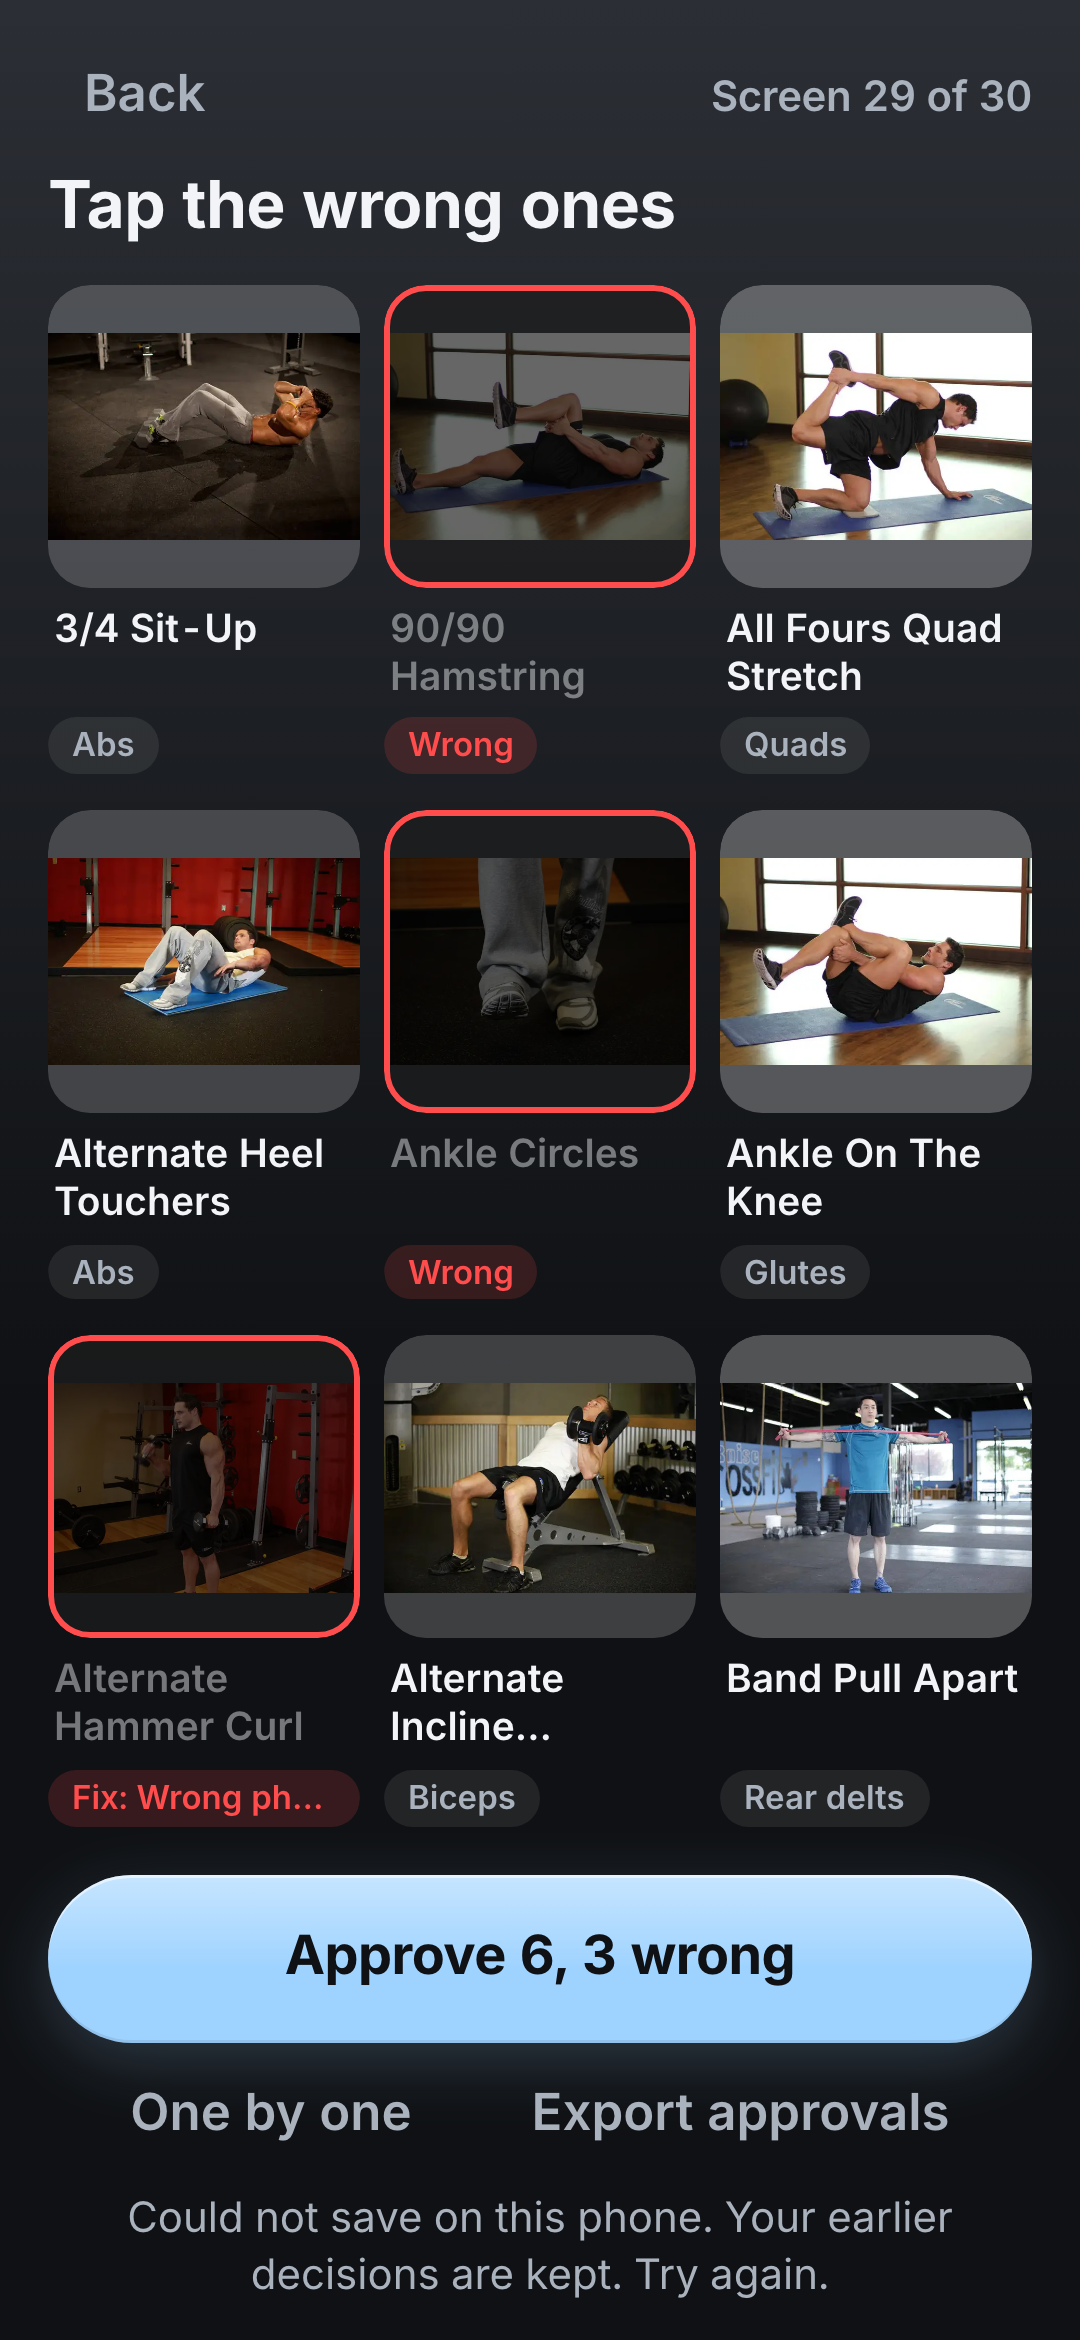 Back
Screen 29 of 30
Tap the wrong ones
3/4 Sit-Up
90/90
Hamstring
All Fours Quad
Stretch
Abs
Wrong
Quads
Alternate Heel
Touchers
Ankle Circles
Ankle On The
Knee
Abs
Wrong
Glutes
Alternate
Hammer Curl
Alternate
Incline...
Band Pull Apart
Fix: Wrong ph...
Biceps
Rear delts
Approve 6, 3 wrong
One by one
Export approvals
Could not save on this phone. Your earlier
decisions are kept. Try again.